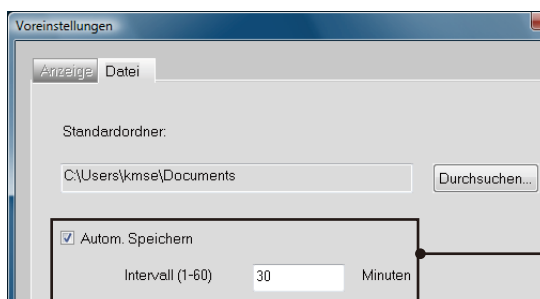 Voreinstellungen
Anzeige Datei
Standardordner:
C:\Users\kmse\Documents Durchsuchen...
Autom. Speichern
Intervall (1-60) 30 Minuten